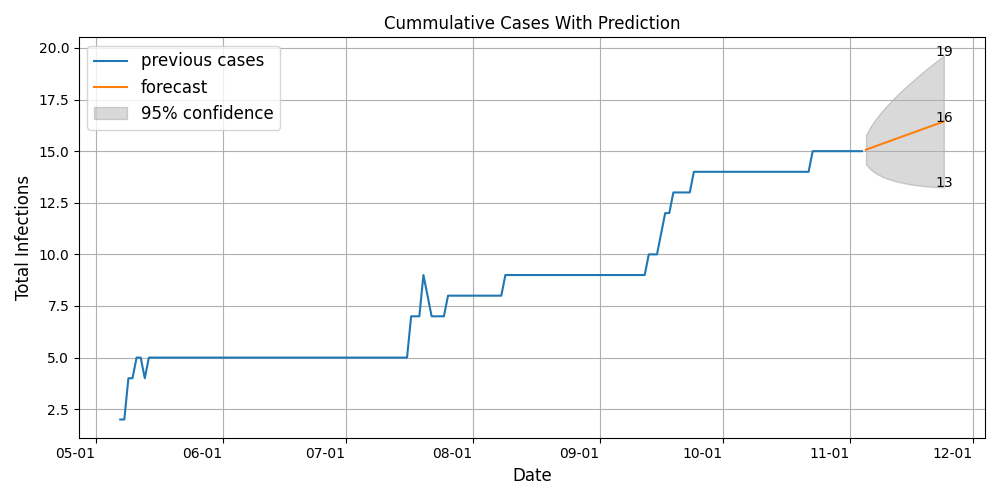 Cummulative Cases With Prediction
previous cases
forecast
95% confidence
Total Infections
20.0
17.5
15.0
12.5
10.0
7.5
5.0
2.5
19
16
13
05-01 06-01 07-01 08-01 09-01 10-01 11-01 12-01
Date